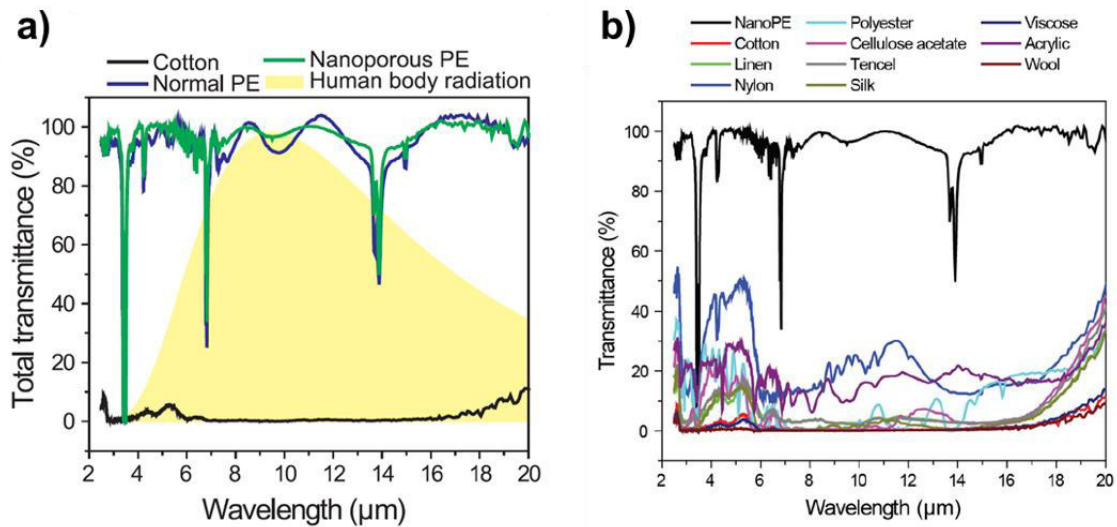 a)
Cotton Nanoporous PE
Normal PE Human body radiation
Total transmittance (%)
100
80
60
40
20
0
2 4 6 8 10 12 14 16 18 20
Wavelength (μm)
b)
NanoPE Polyester Viscose
Cotton Cellulose acetate Acrylic
Linen Tencel Wool
Nylon Silk
Transmittance (%)
100
80
60
40
20
0
2 4 6 8 10 12 14 16 18 20
Wavelength (μm)